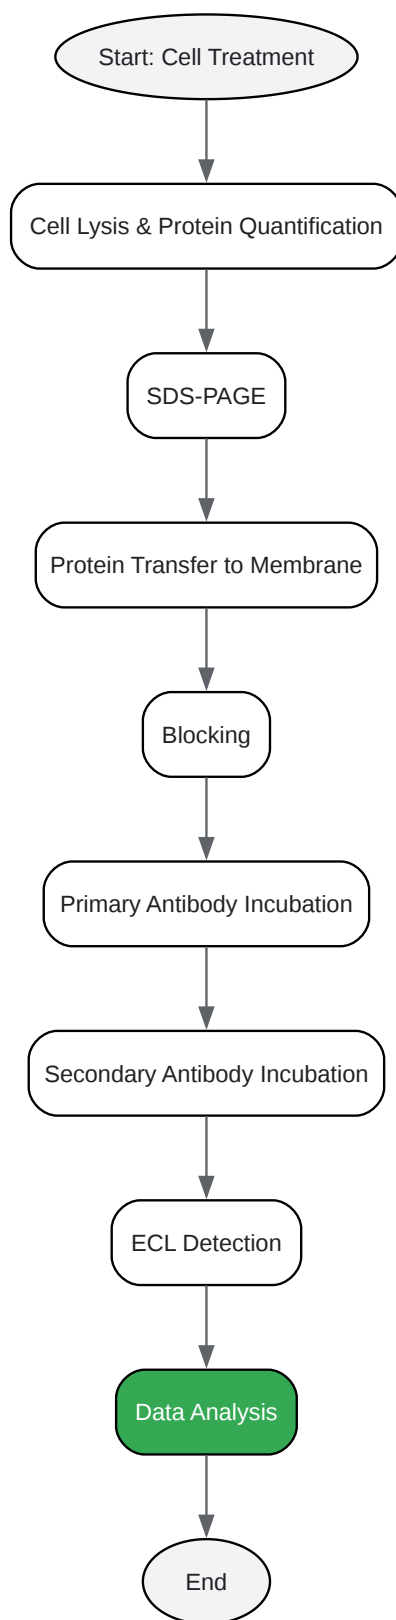 Start: Cell Treatment
Cell Lysis & Protein Quantification
SDS-PAGE
Protein Transfer to Membrane
Blocking
Primary Antibody Incubation
Secondary Antibody Incubation
ECL Detection
Data Analysis
End